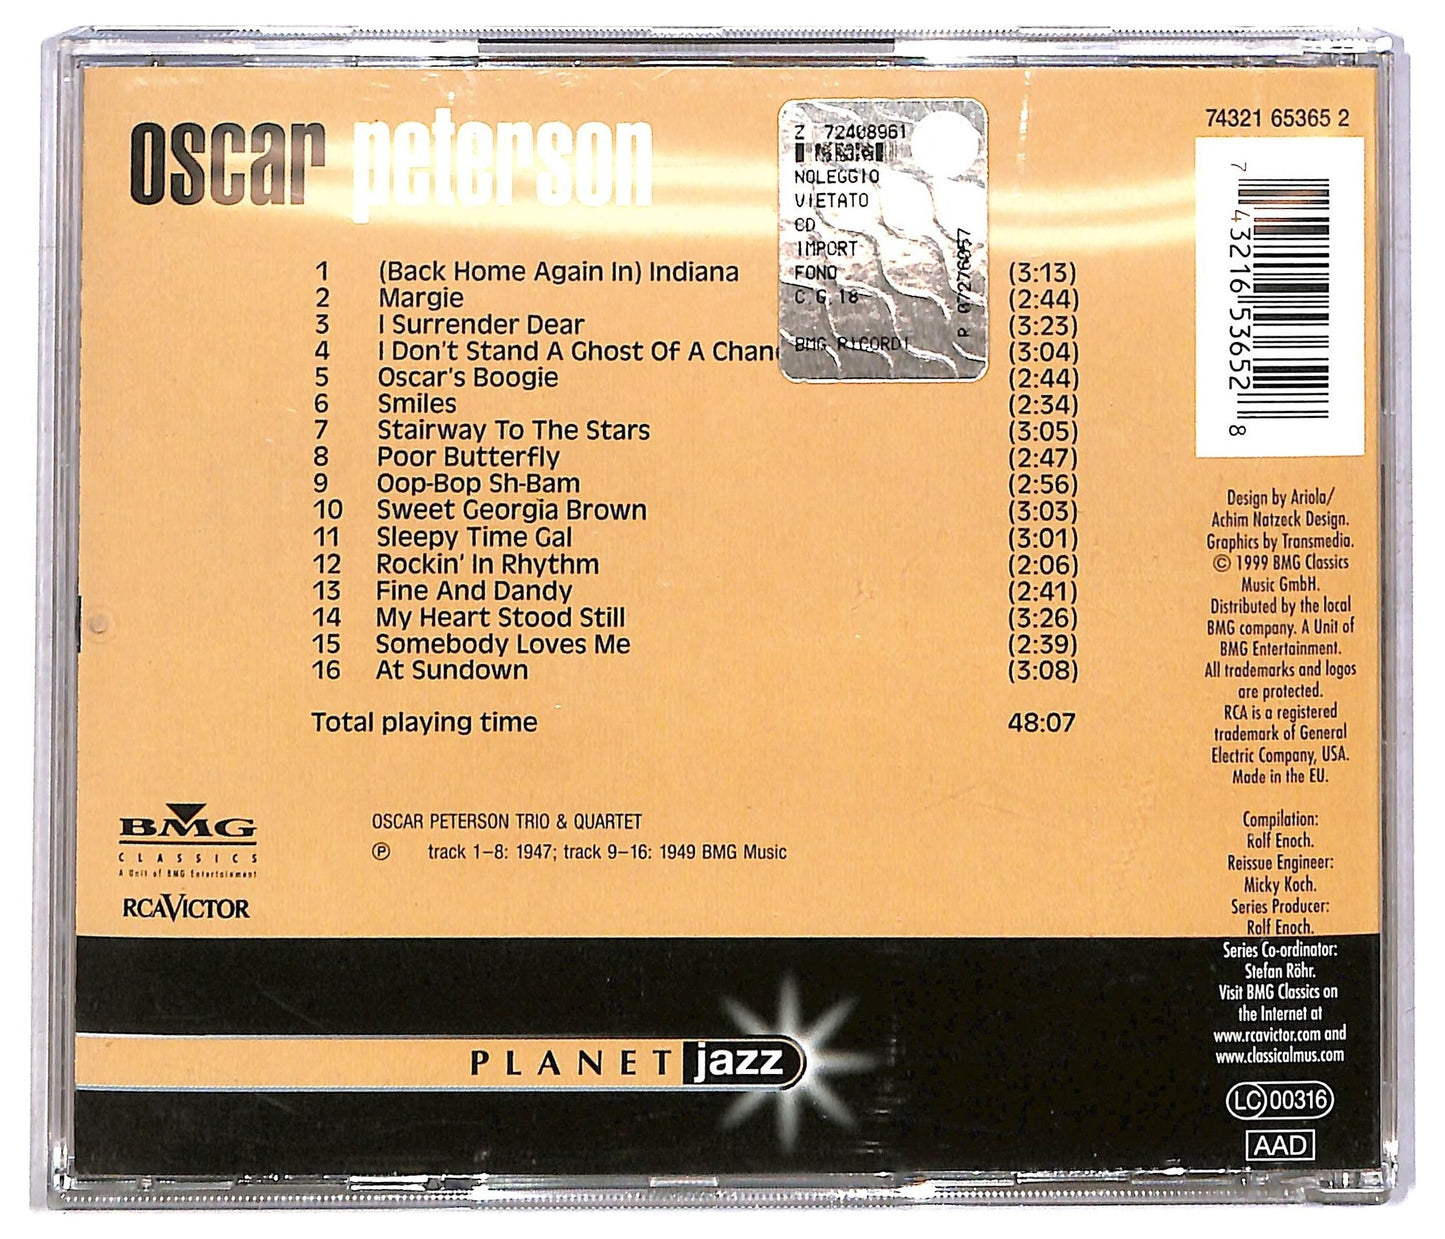 oscar peterson
74321 65365 2
Z 72408961
NOLEGGIO
VIETATO
CD
IMPORT
FONO
C G 18
BMG RICORDI
7 43216 53652 8
1 (Back Home Again In) Indiana (3:13)
2 Margie (2:44)
3 I Surrender Dear (3:23)
4 I Don't Stand A Ghost Of A Chan (3:04)
5 Oscar's Boogie (2:44)
6 Smiles (2:34)
7 Stairway To The Stars (3:05)
8 Poor Butterfly (2:47)
9 Oop-Bop Sh-Bam (2:56)
10 Sweet Georgia Brown (3:03)
11 Sleepy Time Gal (3:01)
12 Rockin' In Rhythm (2:06)
13 Fine And Dandy (2:41)
14 My Heart Stood Still (3:26)
15 Somebody Loves Me (2:39)
16 At Sundown (3:08)
Total playing time 48:07
OSCAR PETERSON TRIO & QUARTET
℗ track 1–8: 1947; track 9–16: 1949 BMG Music
BMG
CLASSICS
A Unit of BMG Entertainment
RCAVICTOR
Design by Ariola/
Achim Natzeck Design.
Graphics by Transmedia.
© 1999 BMG Classics
Music GmbH.
Distributed by the local
BMG company. A Unit of
BMG Entertainment.
All trademarks and logos
are protected.
RCA is a registered
trademark of General
Electric Company, USA.
Made in the EU.
Compilation:
Rolf Enoch.
Reissue Engineer:
Micky Koch.
Series Producer:
Rolf Enoch.
Series Co-ordinator:
Stefan Röhr.
Visit BMG Classics on
the Internet at
www.rcavictor.com and
www.classicalmus.com
LC 00316
AAD
PLANET jazz